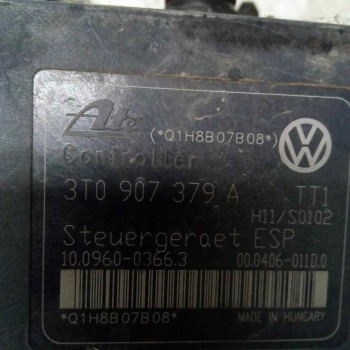 Ate (*Q1H8B07B08*)
Controller
3T0 907 379 A TT1
H11/S0102
Steuergeraet ESP
10.0960-0366.3 00.0406-011D.0
*Q1H8B07B08* MADE IN HUNGARY